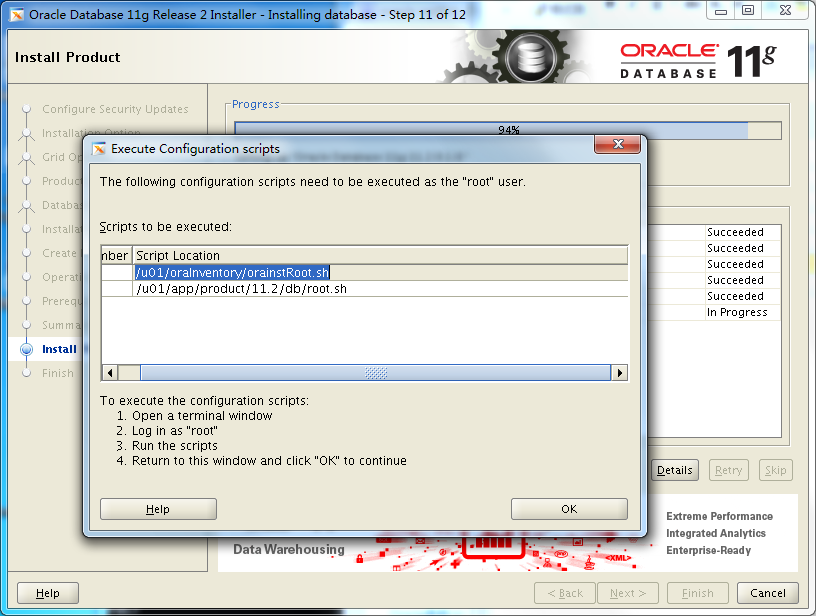 Oracle Database 11g Release 2 Installer - Installing database - Step 11 of 12
Install Product
ORACLE
DATABASE
11g
Configure Security Updates
Installation Option
Grid Op
Product
Databas
Installa
Create
Operati
Prerequ
Summa
Install
Finish
Progress
94%
Execute Configuration scripts
The following configuration scripts need to be executed as the "root" user.
Scripts to be executed:
nber Script Location
/u01/oraInventory/orainstRoot.sh
/u01/app/product/11.2/db/root.sh
To execute the configuration scripts:
1. Open a terminal window
2. Log in as "root"
3. Run the scripts
4. Return to this window and click "OK" to continue
Help
OK
Succeeded
Succeeded
Succeeded
Succeeded
Succeeded
In Progress
Details
Retry
Skip
Data Warehousing
<XML>
Extreme Performance
Integrated Analytics
Enterprise-Ready
Help
< Back
Next >
Finish
Cancel